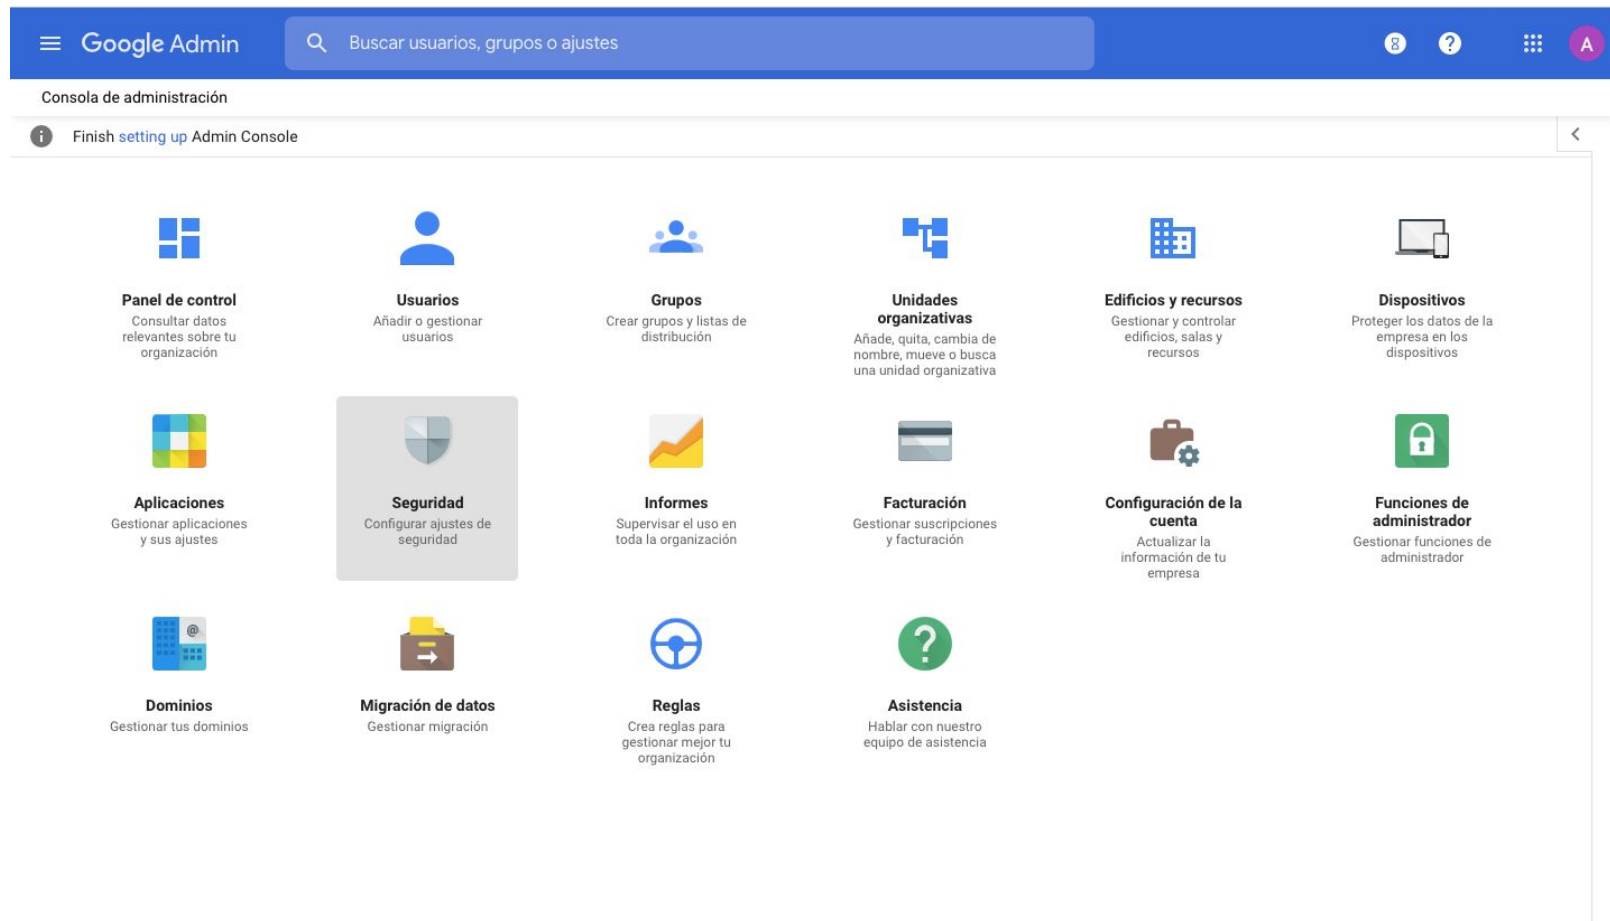 Google Admin
Buscar usuarios, grupos o ajustes
8
?
A
Consola de administración
i
Finish setting up Admin Console
Panel de control
Consultar datos
relevantes sobre tu
organización
Usuarios
Añadir o gestionar
usuarios
Grupos
Crear grupos y listas de
distribución
Unidades
organizativas
Añade, quita, cambia de
nombre, mueve o busca
una unidad organizativa
Edificios y recursos
Gestionar y controlar
edificios, salas y
recursos
Dispositivos
Proteger los datos de la
empresa en los
dispositivos
Aplicaciones
Gestionar aplicaciones
y sus ajustes
Seguridad
Configurar ajustes de
seguridad
Informes
Supervisar el uso en
toda la organización
Facturación
Gestionar suscripciones
y facturación
Configuración de la
cuenta
Actualizar la
información de tu
empresa
Funciones de
administrador
Gestionar funciones de
administrador
@
Dominios
Gestionar tus dominios
Migración de datos
Gestionar migración
Reglas
Crea reglas para
gestionar mejor tu
organización
?
Asistencia
Hablar con nuestro
equipo de asistencia